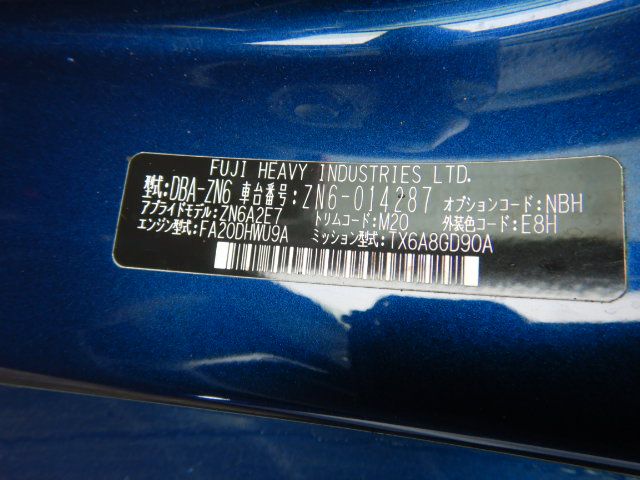 FUJI HEAVY INDUSTRIES LTD.
型式:DBA-ZN6 車台番号:ZN6-014287 オプションコード:NBH
アプライドモデル:ZN6A2E7 トリムコード:M20 外装色コード:E8H
エンジン型式:FA20DHWU9A ミッション型式:TX6A8GD90A